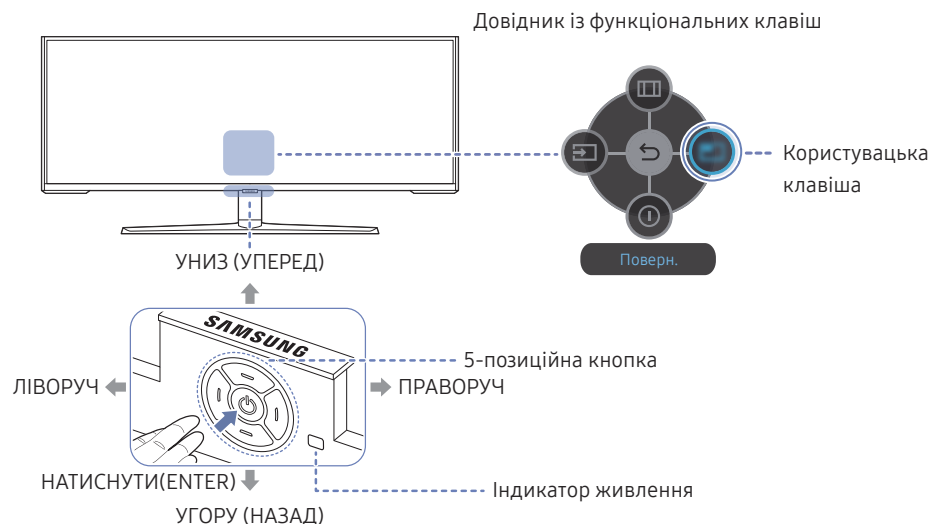 Довідник із функціональних клавіш
Користувацька
клавіша
Поверн.
УНИЗ (УПЕРЕД)
SAMSUNG
5-позиційна кнопка
ЛІВОРУЧ
ПРАВОРУЧ
НАТИСНУТИ(ENTER)
Індикатор живлення
УГОРУ (НАЗАД)